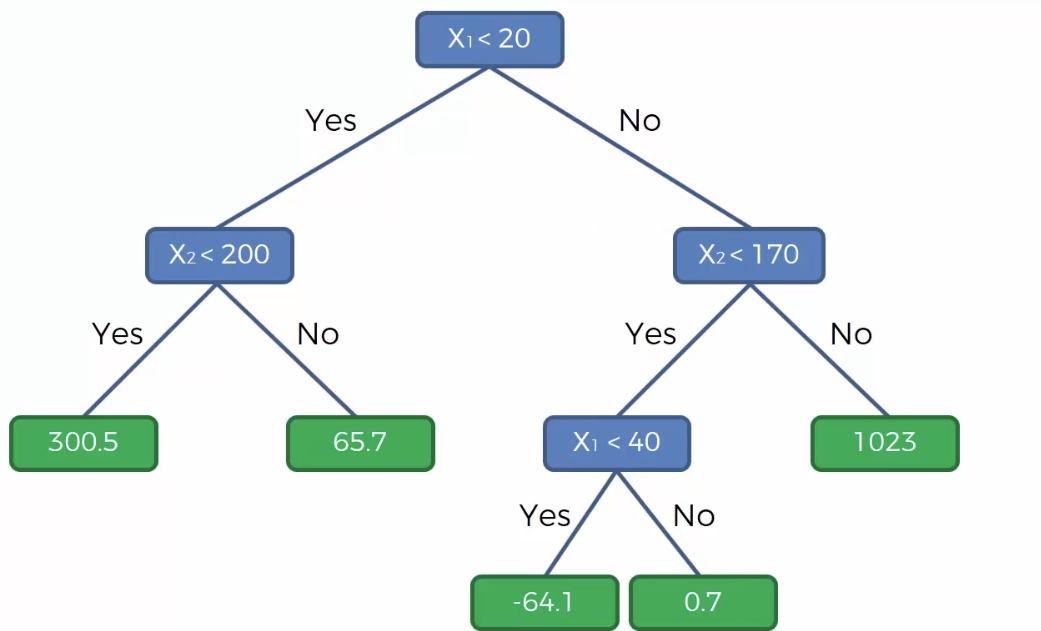 X₁ < 20
Yes
No
X₂ < 200
X₂ < 170
Yes
No
Yes
No
300.5
65.7
X₁ < 40
1023
Yes
No
-64.1
0.7